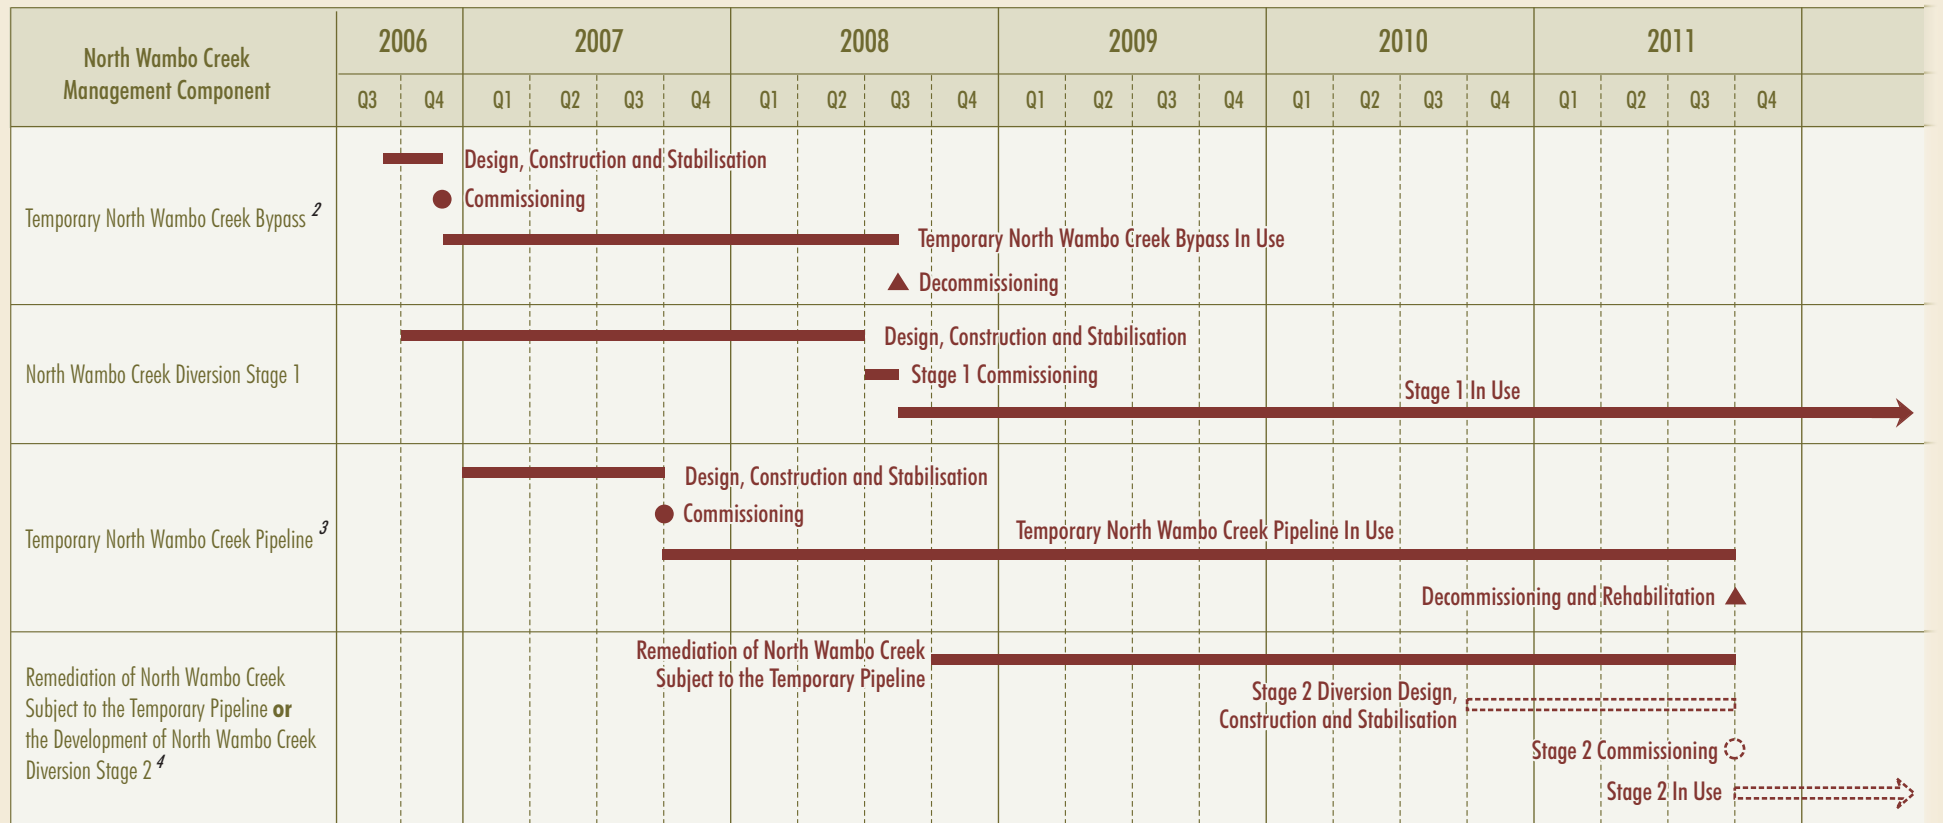 North Wambo Creek
Management Component
2006 2007 2008 2009 2010 2011
Q3 Q4 Q1 Q2 Q3 Q4 Q1 Q2 Q3 Q4 Q1 Q2 Q3 Q4 Q1 Q2 Q3 Q4 Q1 Q2 Q3 Q4
Temporary North Wambo Creek Bypass 2
Design, Construction and Stabilisation
Commissioning
Temporary North Wambo Creek Bypass In Use
Decommissioning
North Wambo Creek Diversion Stage 1
Design, Construction and Stabilisation
Stage 1 Commissioning
Stage 1 In Use
Temporary North Wambo Creek Pipeline 3
Design, Construction and Stabilisation
Commissioning
Temporary North Wambo Creek Pipeline In Use
Decommissioning and Rehabilitation
Remediation of North Wambo Creek
Subject to the Temporary Pipeline or
the Development of North Wambo Creek
Diversion Stage 2 4
Remediation of North Wambo Creek
Subject to the Temporary Pipeline
Stage 2 Diversion Design,
Construction and Stabilisation
Stage 2 Commissioning
Stage 2 In Use